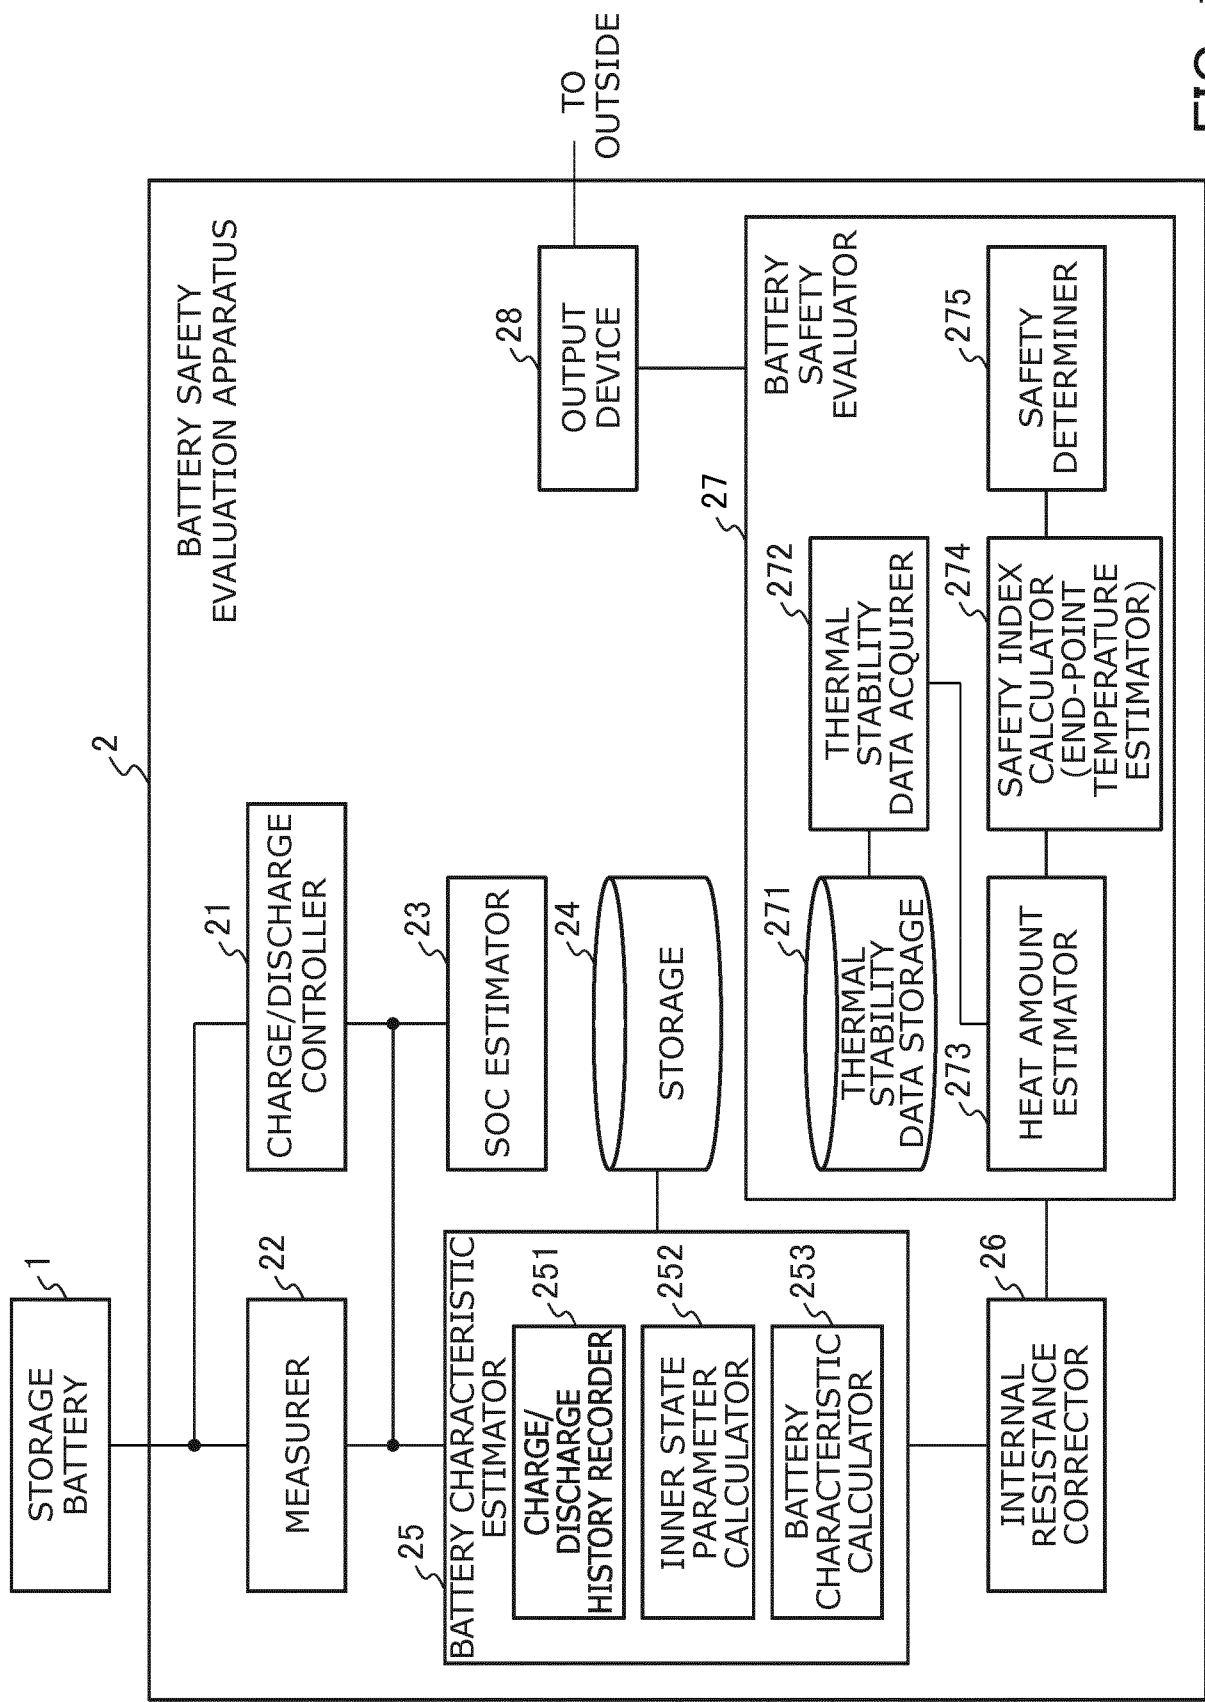 STORAGE
BATTERY
1
2
BATTERY SAFETY
EVALUATION APPARATUS
MEASURER
22
CHARGE/DISCHARGE
CONTROLLER
21
SOC ESTIMATOR
23
STORAGE
24
BATTERY CHARACTERISTIC
ESTIMATOR
25
CHARGE/
DISCHARGE
HISTORY RECORDER
251
INNER STATE
PARAMETER
CALCULATOR
252
BATTERY
CHARACTERISTIC
CALCULATOR
253
INTERNAL
RESISTANCE
CORRECTOR
26
OUTPUT
DEVICE
28
TO
OUTSIDE
27
BATTERY
SAFETY
EVALUATOR
THERMAL
STABILITY
DATA STORAGE
271
THERMAL
STABILITY
DATA ACQUIRER
272
HEAT AMOUNT
ESTIMATOR
273
SAFETY INDEX
CALCULATOR
(END-POINT
TEMPERATURE
ESTIMATOR)
274
SAFETY
DETERMINER
275